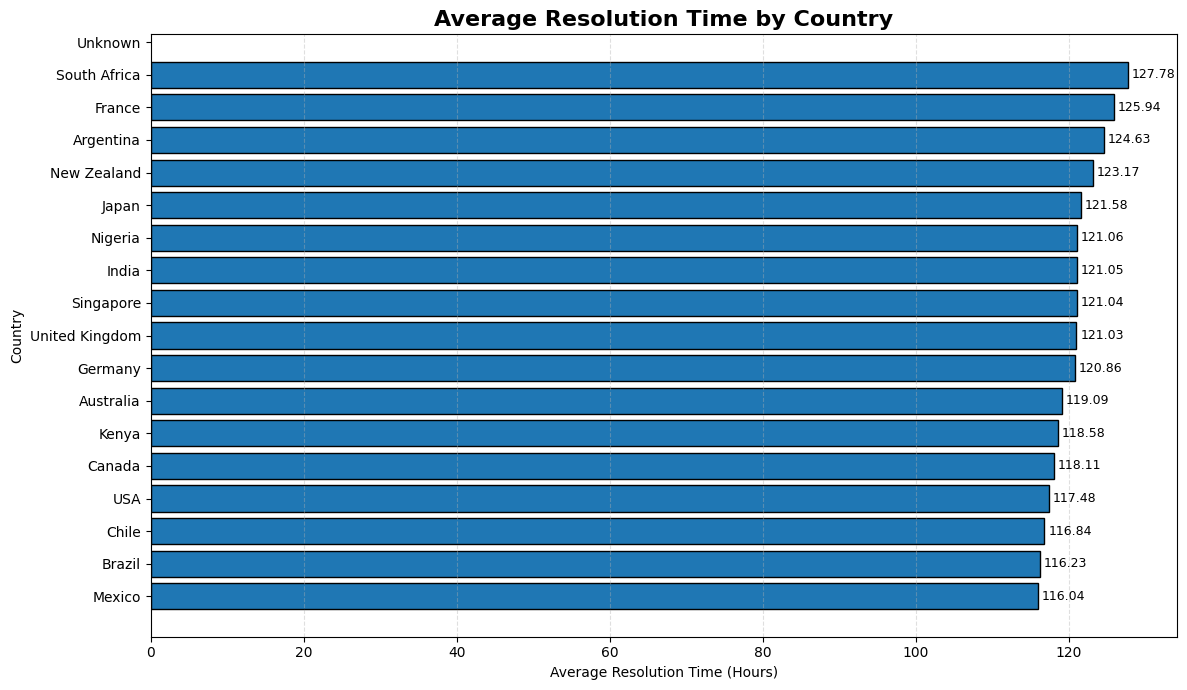 Average Resolution Time by Country
Unknown
South Africa 127.78
France 125.94
Argentina 124.63
New Zealand 123.17
Japan 121.58
Nigeria 121.06
India 121.05
Singapore 121.04
United Kingdom 121.03
Germany 120.86
Australia 119.09
Kenya 118.58
Canada 118.11
USA 117.48
Chile 116.84
Brazil 116.23
Mexico 116.04
Country
0 20 40 60 80 100 120
Average Resolution Time (Hours)